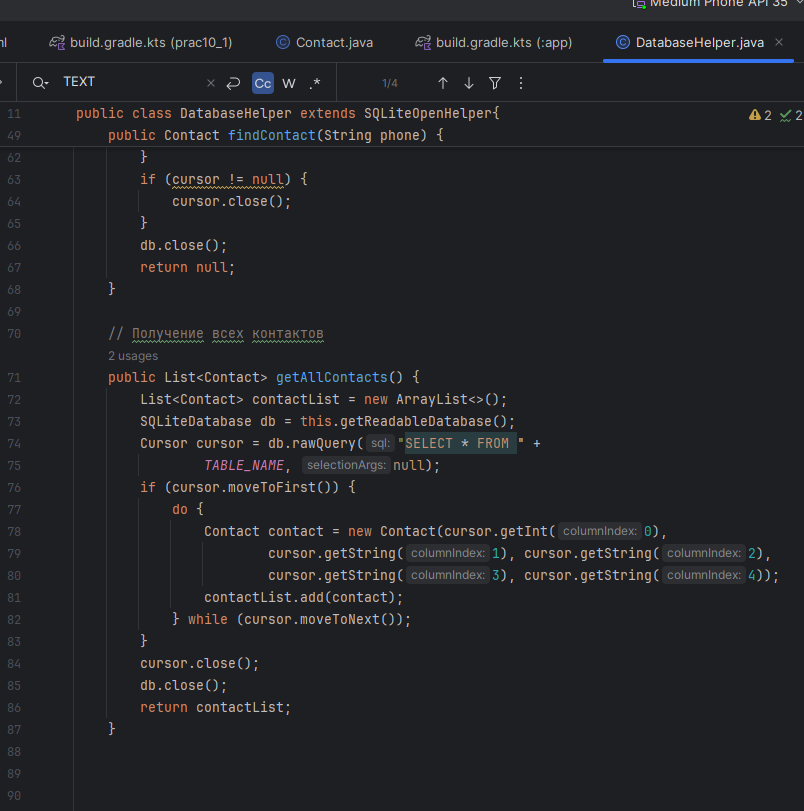 Medium Phone API 35
ml build.gradle.kts (prac10_1) Contact.java build.gradle.kts (:app) DatabaseHelper.java ×
TEXT × Cc W .* 1/4
11 public class DatabaseHelper extends SQLiteOpenHelper{ 2 2
49 public Contact findContact(String phone) {
62 }
63 if (cursor != null) {
64 cursor.close();
65 }
66 db.close();
67 return null;
68 }
69
70 // Получение всех контактов
2 usages
71 public List<Contact> getAllContacts() {
72 List<Contact> contactList = new ArrayList<>();
73 SQLiteDatabase db = this.getReadableDatabase();
74 Cursor cursor = db.rawQuery( sql: "SELECT * FROM " +
75 TABLE_NAME, selectionArgs: null);
76 if (cursor.moveToFirst()) {
77 do {
78 Contact contact = new Contact(cursor.getInt( columnIndex: 0),
79 cursor.getString( columnIndex: 1), cursor.getString( columnIndex: 2),
80 cursor.getString( columnIndex: 3), cursor.getString( columnIndex: 4));
81 contactList.add(contact);
82 } while (cursor.moveToNext());
83 }
84 cursor.close();
85 db.close();
86 return contactList;
87 }
88
89
90